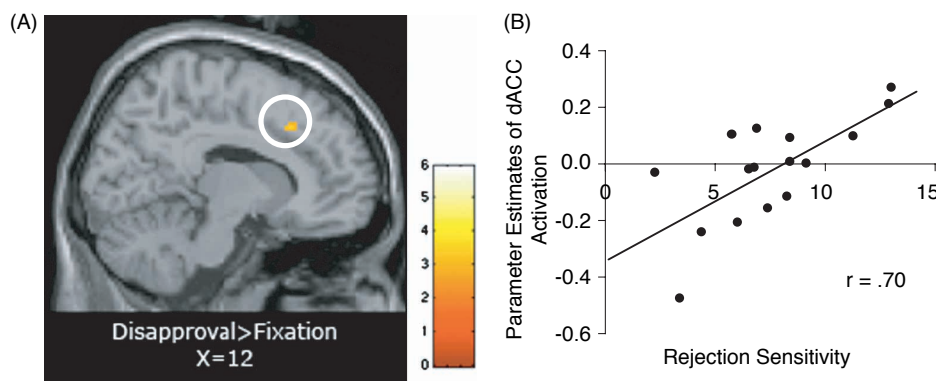 (A)
Disapproval>Fixation
X=12
6
5
4
3
2
1
0
(B)
Parameter Estimates of dACC
Activation
0.4
0.2
0.0
-0.2
-0.4
-0.6
0
5
10
15
r = .70
Rejection Sensitivity